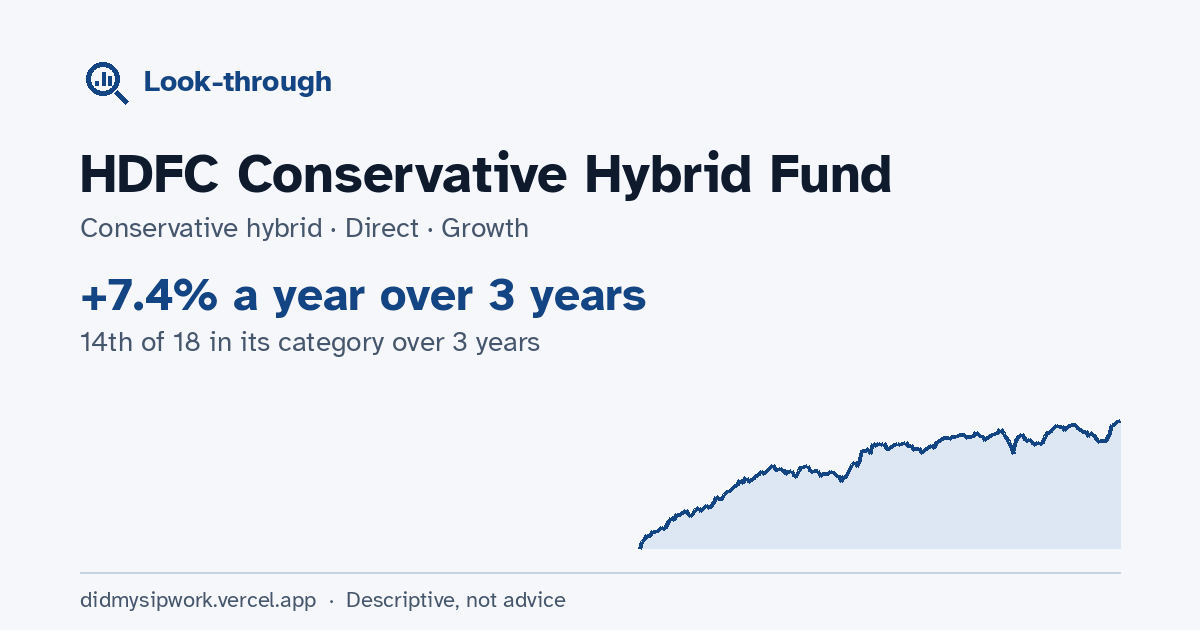 Look-through
HDFC Conservative Hybrid Fund
Conservative hybrid · Direct · Growth
+7.4% a year over 3 years
14th of 18 in its category over 3 years
didmysipwork.vercel.app · Descriptive, not advice